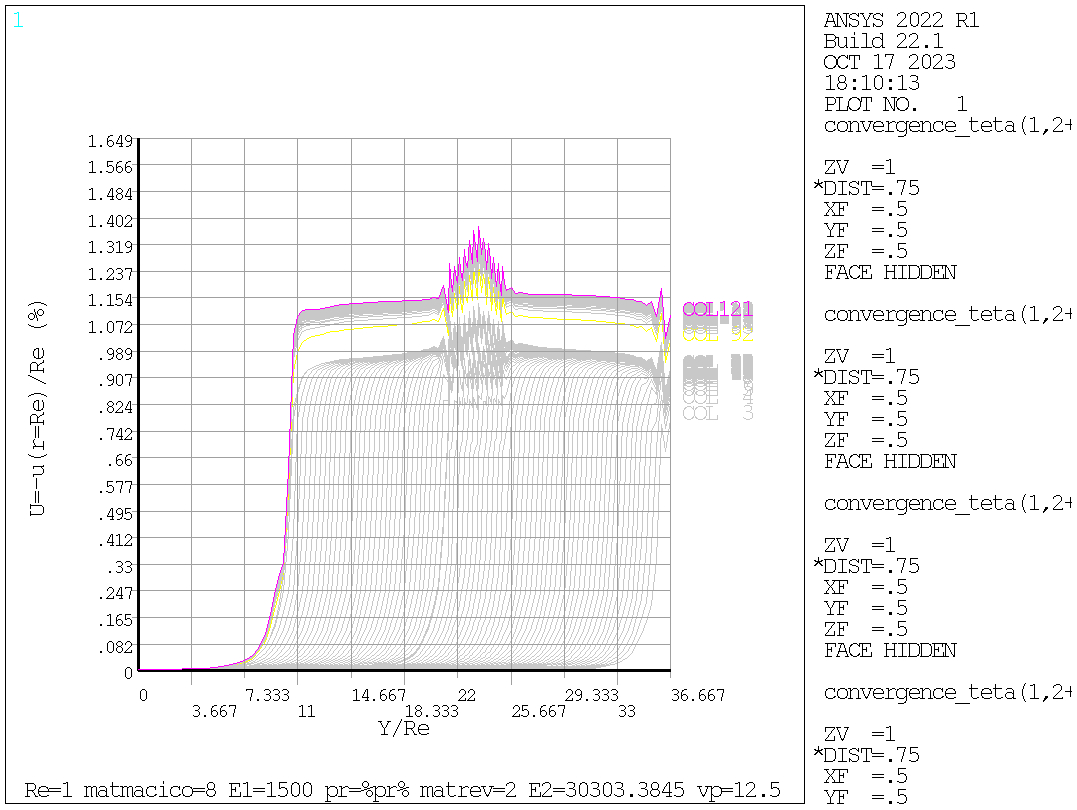 1
ANSYS 2022 R1
Build 22.1
OCT 17 2023
18:10:13
PLOT NO.   1
convergence_teta(1,2+
ZV  =1
*DIST=.75
XF  =.5
YF  =.5
ZF  =.5
FACE HIDDEN
convergence_teta(1,2+
ZV  =1
*DIST=.75
XF  =.5
YF  =.5
ZF  =.5
FACE HIDDEN
convergence_teta(1,2+
ZV  =1
*DIST=.75
XF  =.5
YF  =.5
ZF  =.5
FACE HIDDEN
convergence_teta(1,2+
ZV  =1
*DIST=.75
XF  =.5
YF  =.5
U=-u(r=Re)/Re (%)
1.649
1.566
1.484
1.402
1.319
1.237
1.154
1.072
.989
.907
.824
.742
.66
.577
.495
.412
.33
.247
.165
.082
0
COL 121
0
3.667
7.333
11
14.667
18.333
22
25.667
29.333
33
36.667
Y/Re
Re=1 matmacico=8 E1=1500 pr=%pr% matrev=2 E2=30303.3845 vp=12.5